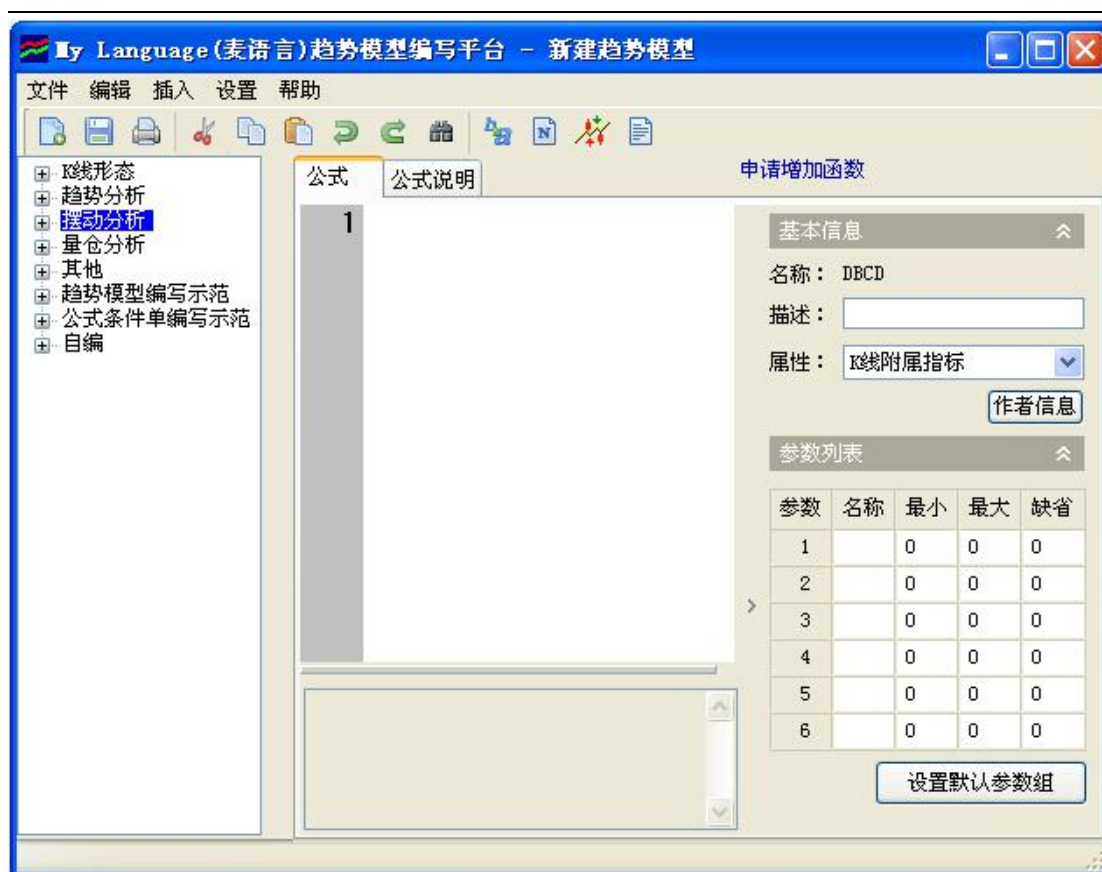 My Language(麦语言)趋势模型编写平台 - 新建趋势模型
文件 编辑 插入 设置 帮助
K线形态
趋势分析
摆动分析
量仓分析
其他
趋势模型编写示范
公式条件单编写示范
自编
公式 公式说明 申请增加函数
1
基本信息
名称： DBCD
描述：
属性： K线附属指标
作者信息
参数列表
参数 名称 最小 最大 缺省
1 0 0 0
2 0 0 0
3 0 0 0
4 0 0 0
5 0 0 0
6 0 0 0
设置默认参数组